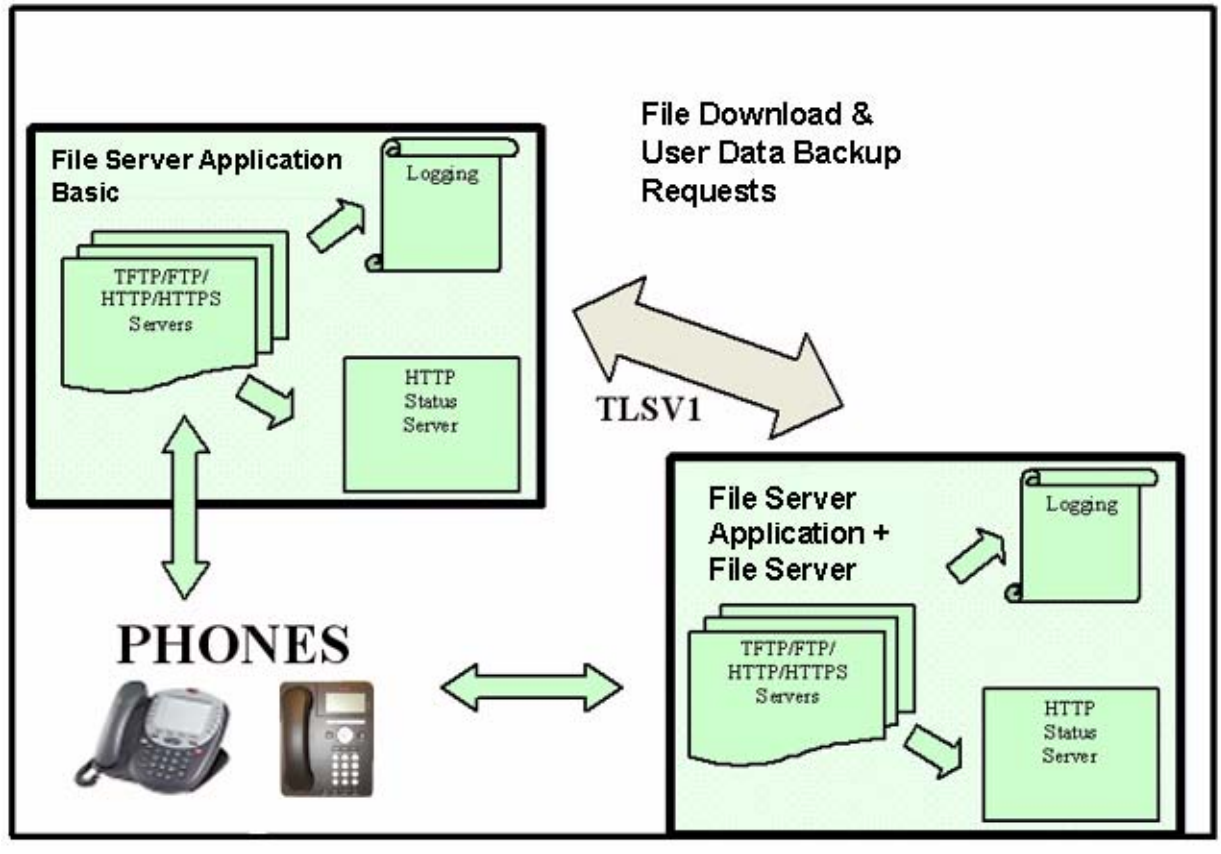 File Server Application
Basic
Logging
TFTP/FTP/
HTTP/HTTPS
Servers
HTTP
Status
Server
File Download &
User Data Backup
Requests
TLSV1
PHONES
File Server
Application +
File Server
Logging
TFTP/FTP/
HTTP/HTTPS
Servers
HTTP
Status
Server